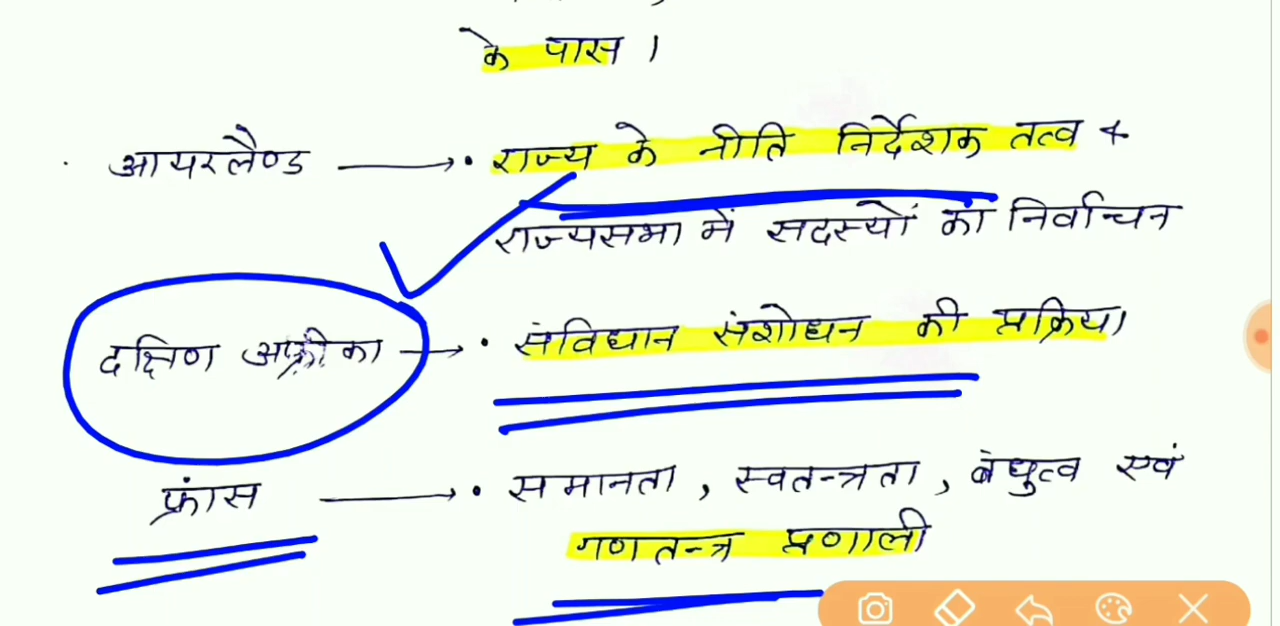 के पास ।
आयरलैण्ड → • राज्य के नीति निर्देशक तत्व +
राज्यसभा में सदस्यों का निर्वाचन
दक्षिण अफ्रीका → • संविधान संशोधन की प्रक्रिया
फ्रांस → • समानता , स्वतन्त्रता , बंधुत्व एवं
गणतन्त्र प्रणाली